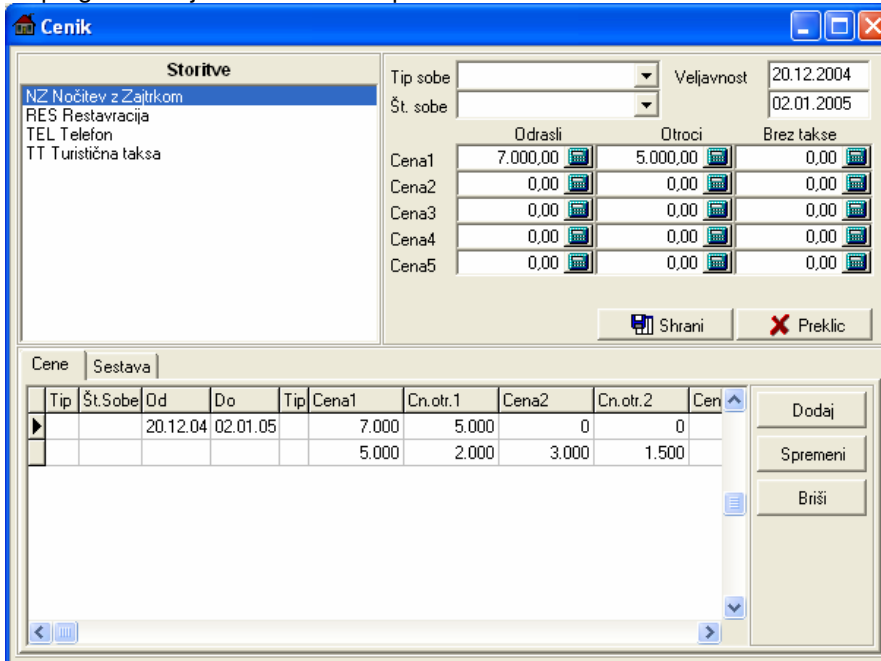 Cenik
Storitve
NZ Nočitev z Zajtrkom
RES Restavracija
TEL Telefon
TT Turistična taksa
Tip sobe
Veljavnost 20.12.2004
Št. sobe
02.01.2005
Odrasli Otroci Brez takse
Cena1 7.000,00 5.000,00 0,00
Cena2 0,00 0,00 0,00
Cena3 0,00 0,00 0,00
Cena4 0,00 0,00 0,00
Cena5 0,00 0,00 0,00
Shrani Preklic
Cene Sestava
Tip Št.Sobe Od Do Tip Cena1 Cn.otr.1 Cena2 Cn.otr.2 Cen
20.12.04 02.01.05 7.000 5.000 0 0
5.000 2.000 3.000 1.500
Dodaj
Spremeni
Briši